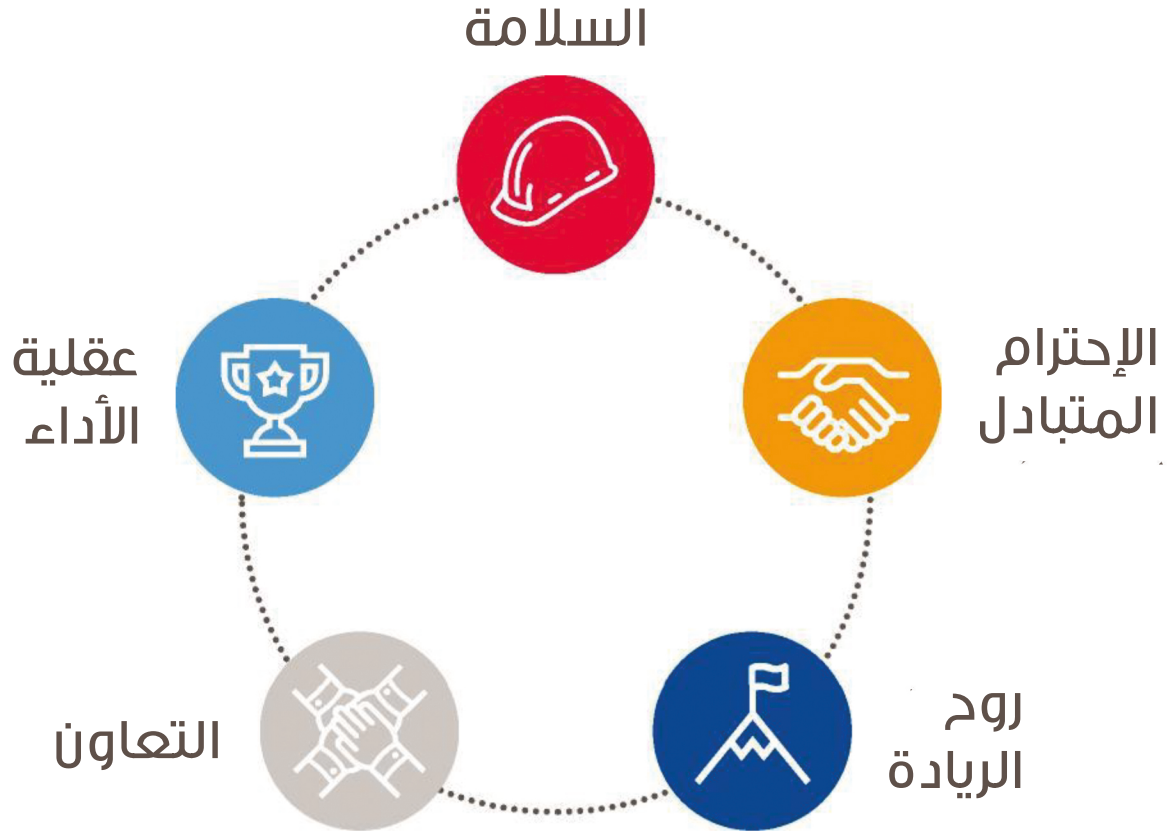 السلامة
الإحترام
المتبادل
روح
الريادة
التعاون
عقلية
الأداء